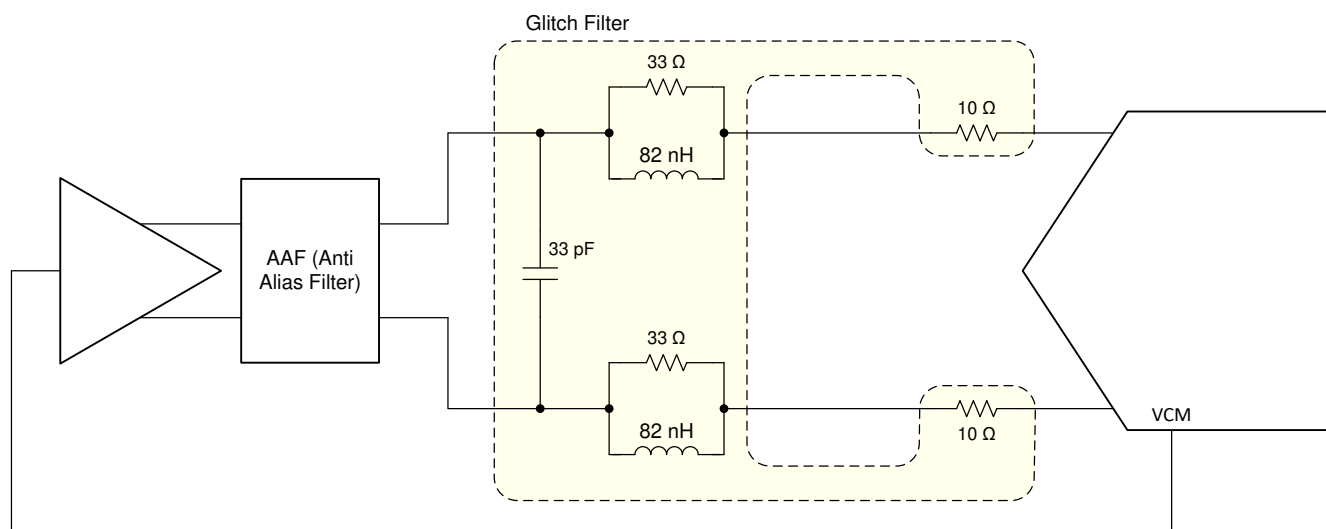 Glitch Filter
33 Ω
10 Ω
82 nH
AAF (Anti
Alias Filter)
33 pF
33 Ω
82 nH
10 Ω
VCM